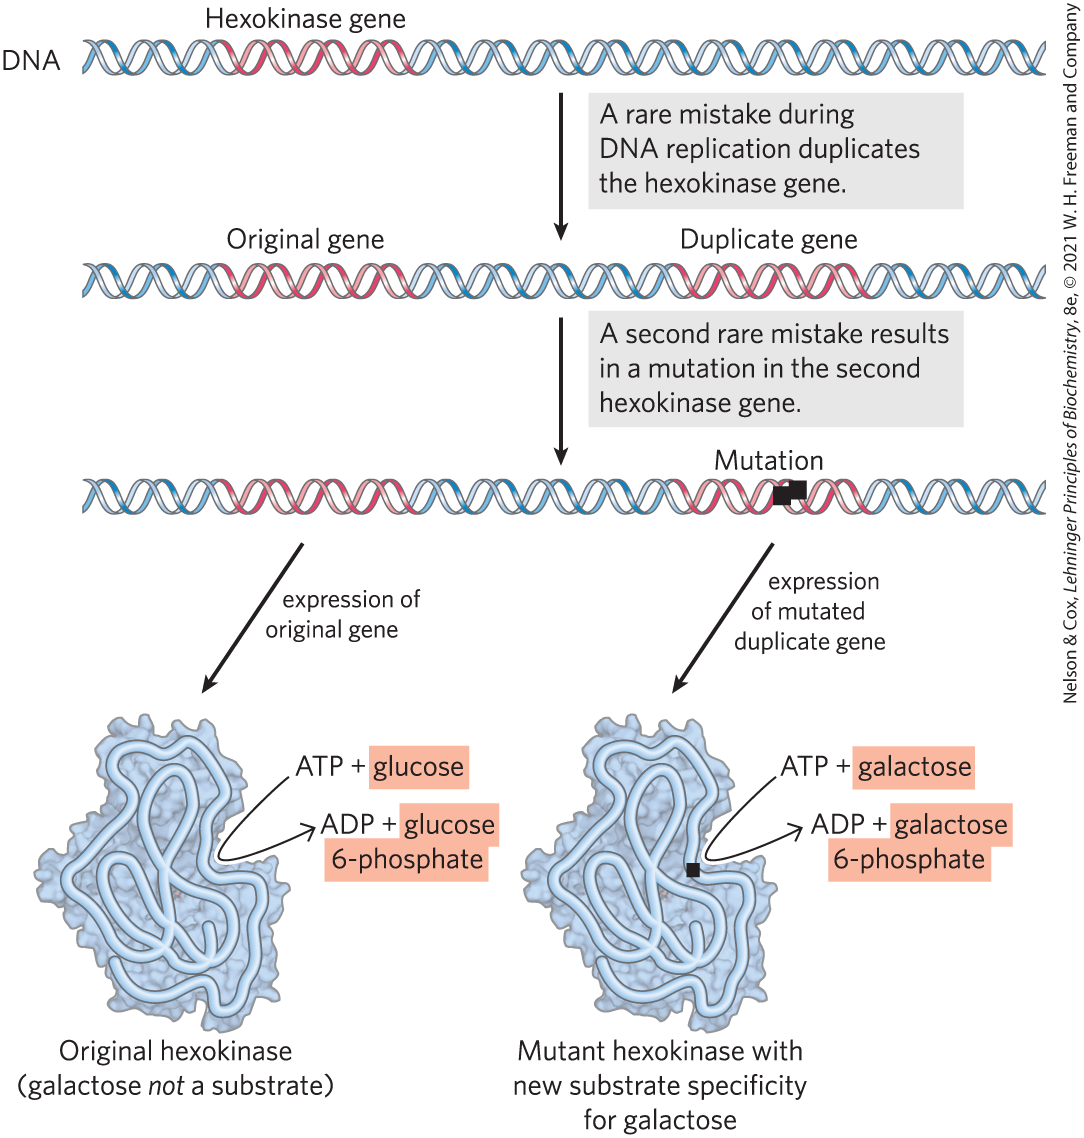 Hexokinase gene
DNA
A rare mistake during
DNA replication duplicates
the hexokinase gene.
Original gene
Duplicate gene
A second rare mistake results
in a mutation in the second
hexokinase gene.
Mutation
expression of
original gene
expression
of mutated
duplicate gene
ATP + glucose
ADP + glucose
6-phosphate
ATP + galactose
ADP + galactose
6-phosphate
Original hexokinase
(galactose not a substrate)
Mutant hexokinase with
new substrate specificity
for galactose
Nelson & Cox, Lehninger Principles of Biochemistry, 8e, © 2021 W. H. Freeman and Company